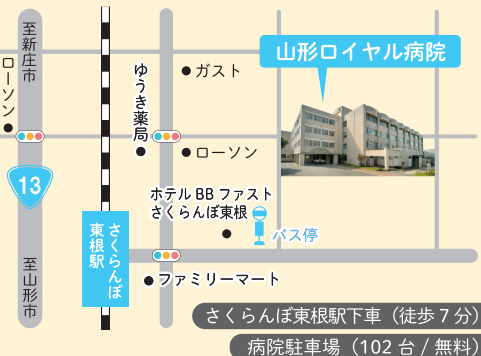 至新庄市
ローソン
13
至山形市
さくらんぼ
東根駅
ゆうき薬局
ガスト
ローソン
山形ロイヤル病院
ホテルBBファスト
さくらんぼ東根
バス停
ファミリーマート
さくらんぼ東根駅下車（徒歩7分）
病院駐車場（102台/無料）